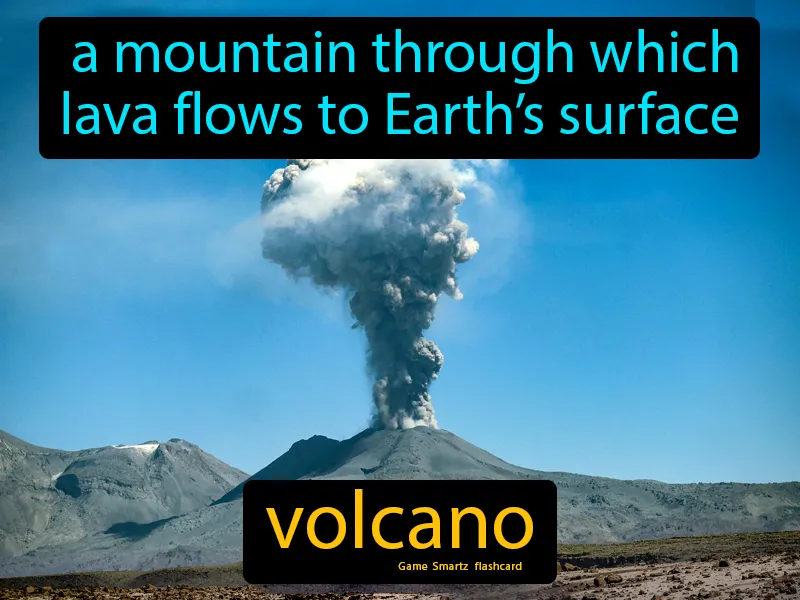 a mountain through which
lava flows to Earth’s surface
volcano
Game Smartz flashcard